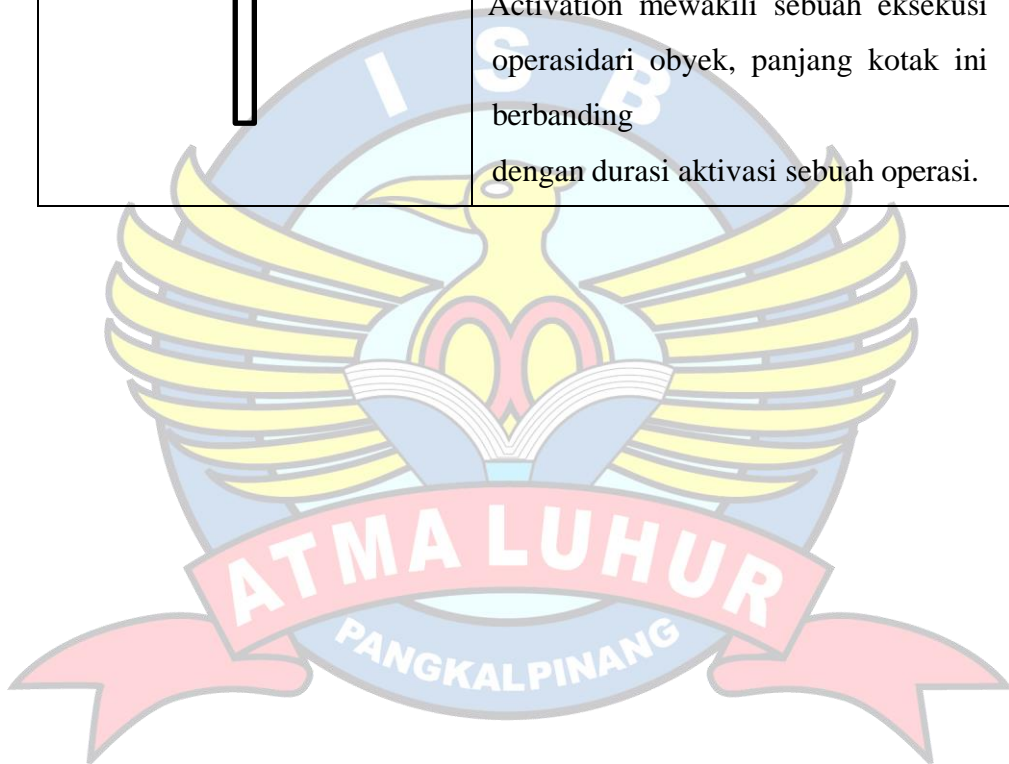 Activation mewakili sebuah eksekusi
operasidari obyek, panjang kotak ini
berbanding
dengan durasi aktivasi sebuah operasi.
I S B
ATMA LUHUR
PANGKALPINANG